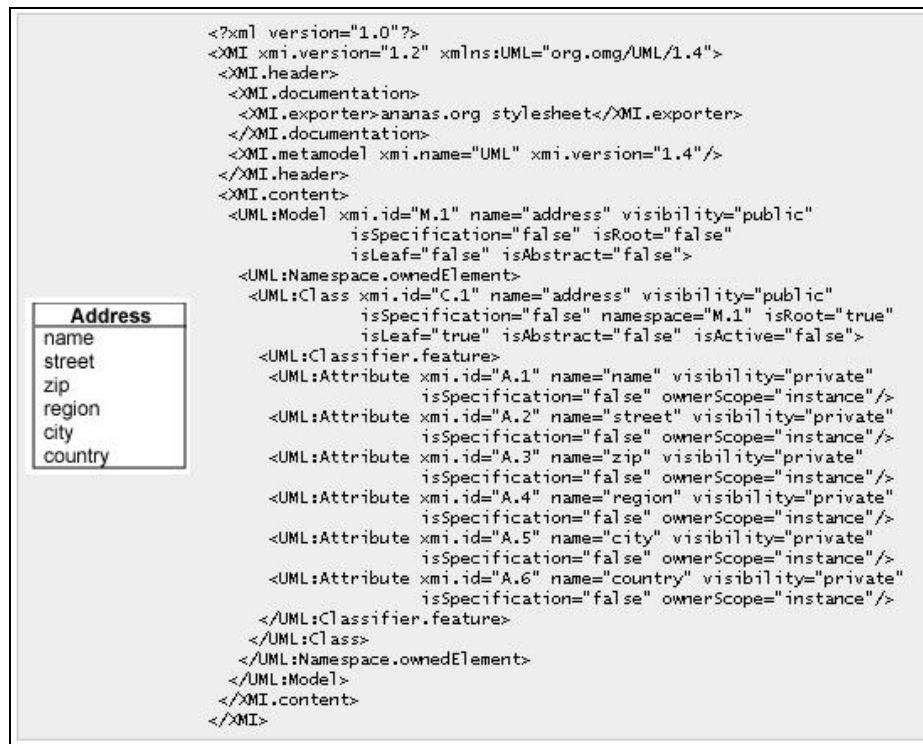 Address
name
street
zip
region
city
country
<?xml version="1.0"?>
<XMI xmi.version="1.2" xmlns:UML="org.omg/UML/1.4">
<XMI.header>
<XMI.documentation>
<XMI.exporter>ananas.org stylesheet</XMI.exporter>
</XMI.documentation>
<XMI.metamodel xmi.name="UML" xmi.version="1.4"/>
</XMI.header>
<XMI.content>
<UML:Model xmi.id="M.1" name="address" visibility="public"
isSpecification="false" isRoot="false"
isLeaf="false" isAbstract="false">
<UML:Namespace.ownedElement>
<UML:Class xmi.id="C.1" name="address" visibility="public"
isSpecification="false" namespace="M.1" isRoot="true"
isLeaf="true" isAbstract="false" isActive="false">
<UML:Classifier.feature>
<UML:Attribute xmi.id="A.1" name="name" visibility="private"
isSpecification="false" ownerScope="instance"/>
<UML:Attribute xmi.id="A.2" name="street" visibility="private"
isSpecification="false" ownerScope="instance"/>
<UML:Attribute xmi.id="A.3" name="zip" visibility="private"
isSpecification="false" ownerScope="instance"/>
<UML:Attribute xmi.id="A.4" name="region" visibility="private"
isSpecification="false" ownerScope="instance"/>
<UML:Attribute xmi.id="A.5" name="city" visibility="private"
isSpecification="false" ownerScope="instance"/>
<UML:Attribute xmi.id="A.6" name="country" visibility="private"
isSpecification="false" ownerScope="instance"/>
</UML:Classifier.feature>
</UML:Class>
</UML:Namespace.ownedElement>
</UML:Model>
</XMI.content>
</XMI>